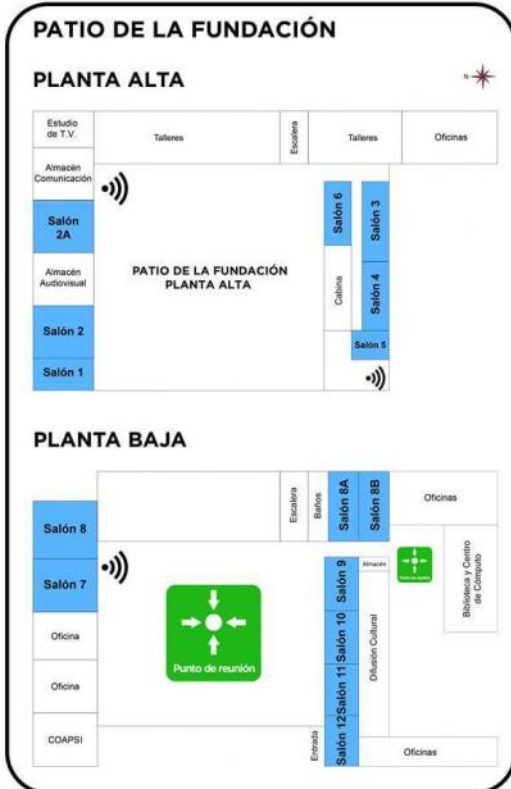 PATIO DE LA FUNDACIÓN
PLANTA ALTA
N
Estudio
de T.V.
Talleres
Escalera
Talleres
Oficinas
Almacén
Comunicación
Salón
2A
Almacén
Audiovisual
Salón 2
Salón 1
PATIO DE LA FUNDACIÓN
PLANTA ALTA
Salón 6
Salón 3
Cabina
Salón 4
Salón 5
PLANTA BAJA
Escalera
Baños
Salón 8A
Salón 8B
Oficinas
Salón 8
Salón 7
Oficina
Oficina
COAPSI
Punto de reunión
Salón 9
Almacén
Punto de reunión
Biblioteca y Centro
de Cómputo
Salón 10
Difusión Cultural
Salón 11
Salón 12
Entrada
Oficinas